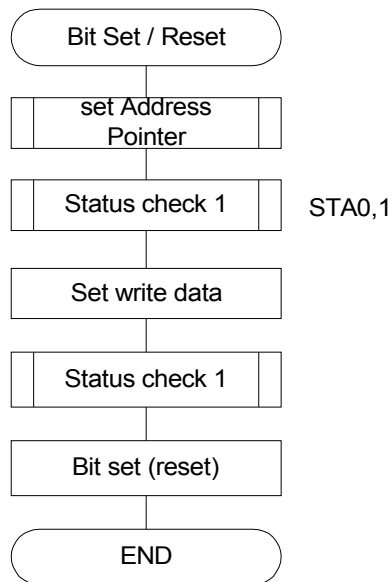 Bit Set / Reset
set Address
Pointer
Status check 1
STA0,1
Set write data
Status check 1
Bit set (reset)
END